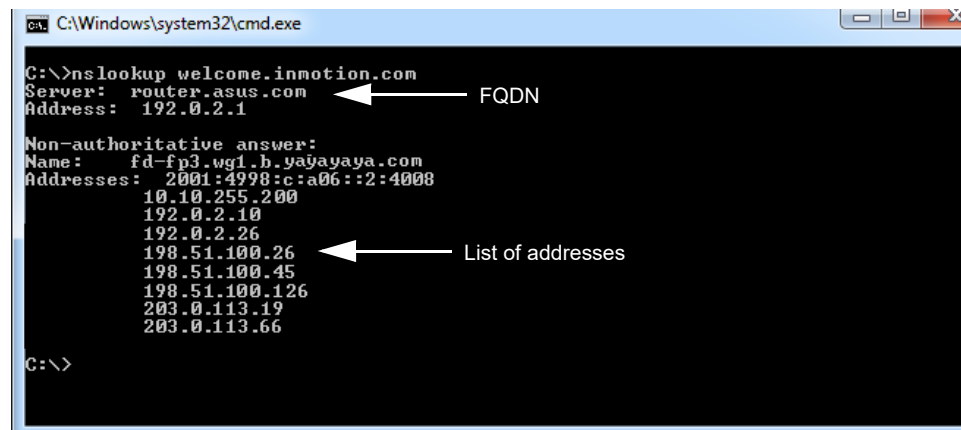 C:\Windows\system32\cmd.exe
C:\>nslookup welcome.inmotion.com
Server:  router.asus.com
FQDN
Address:  192.0.2.1
Non-authoritative answer:
Name:    fd-fp3.wg1.b.yayayaya.com
Addresses:  2001:4998:c:a06::2:4008
10.10.255.200
192.0.2.10
192.0.2.26
198.51.100.26
List of addresses
198.51.100.45
198.51.100.126
203.0.113.19
203.0.113.66
C:\>